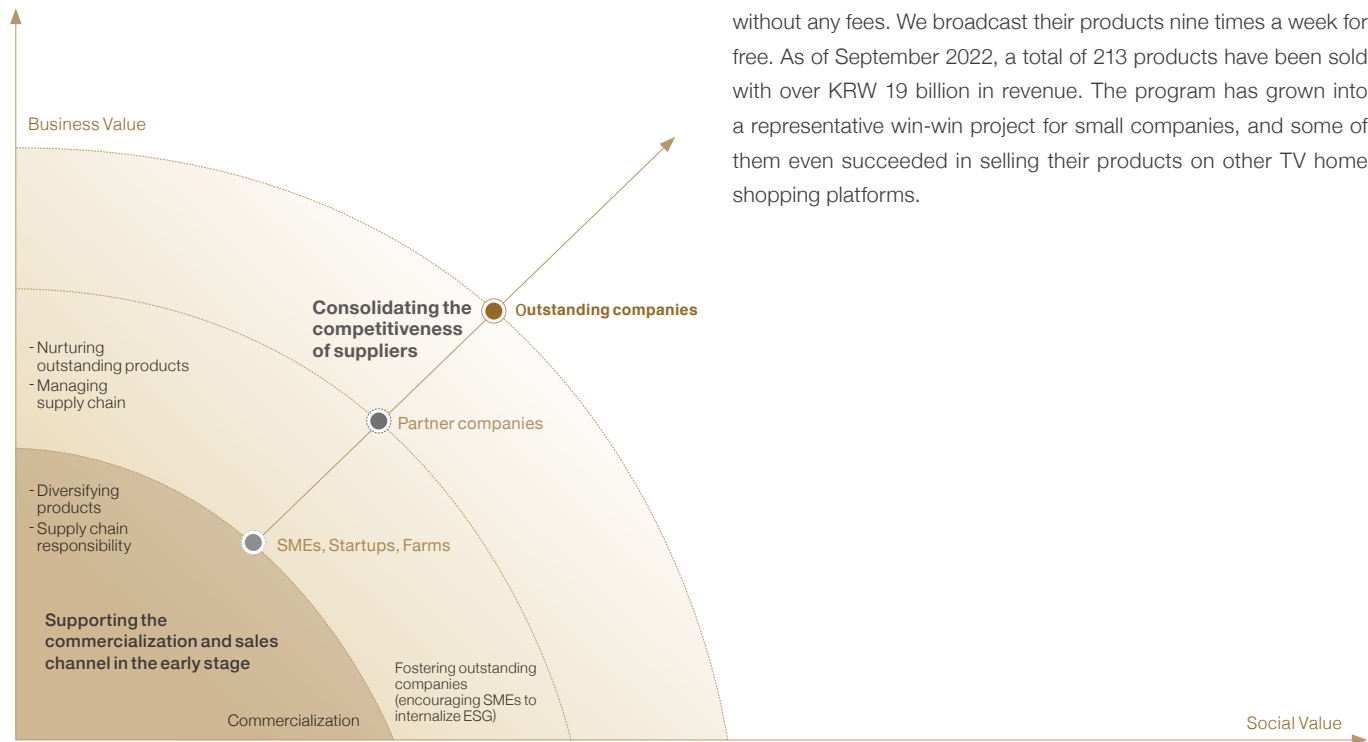 without any fees. We broadcast their products nine times a week for
free. As of September 2022, a total of 213 products have been sold
with over KRW 19 billion in revenue. The program has grown into
a representative win-win project for small companies, and some of
them even succeeded in selling their products on other TV home
shopping platforms.
Business Value
Consolidating the
competitiveness
of suppliers
Outstanding companies
- Nurturing
outstanding products
- Managing
supply chain
Partner companies
- Diversifying
products
- Supply chain
responsibility
SMEs, Startups, Farms
Supporting the
commercialization and sales
channel in the early stage
Fostering outstanding
companies
(encouraging SMEs to
internalize ESG)
Commercialization
Social Value